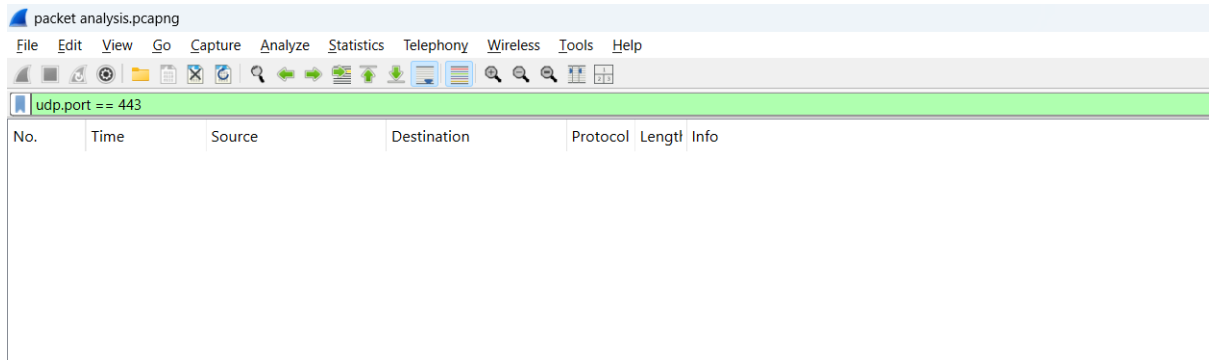 packet analysis.pcapng
File Edit View Go Capture Analyze Statistics Telephony Wireless Tools Help
udp.port == 443
No. Time Source Destination Protocol Length Info